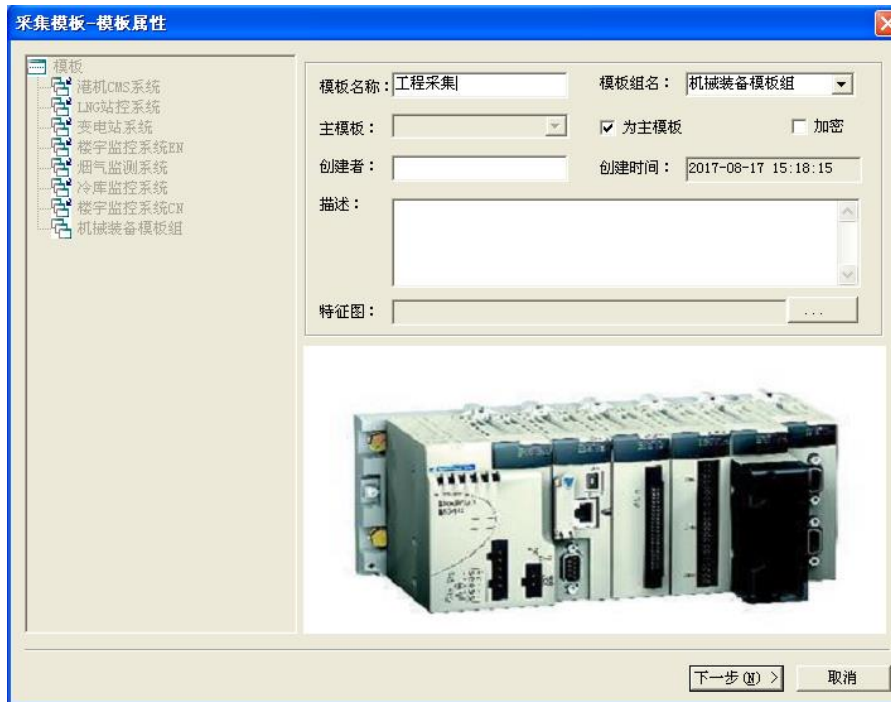 采集模板-模板属性
模板
港机CMS系统
LNG站控系统
变电站系统
楼宇监控系统EN
烟气监测系统
冷库监控系统
楼宇监控系统CN
机械装备模板组
模板名称：工程采集 模板组名：机械装备模板组
主模板： 为主模板 加密
创建者： 创建时间：2017-08-17 15:18:15
描述：
特征图： ...
下一步(N) > 取消